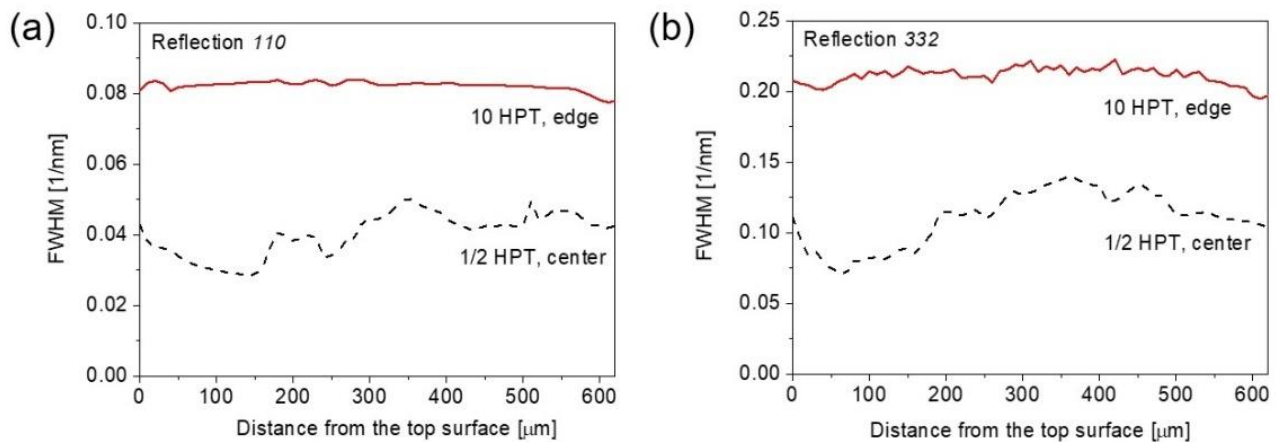 (a)
Reflection 110
FWHM [1/nm]
0.10
0.08
0.06
0.04
0.02
0.00
10 HPT, edge
1/2 HPT, center
0 100 200 300 400 500 600
Distance from the top surface [μm]
(b)
Reflection 332
FWHM [1/nm]
0.25
0.20
0.15
0.10
0.05
0.00
10 HPT, edge
1/2 HPT, center
0 100 200 300 400 500 600
Distance from the top surface [μm]